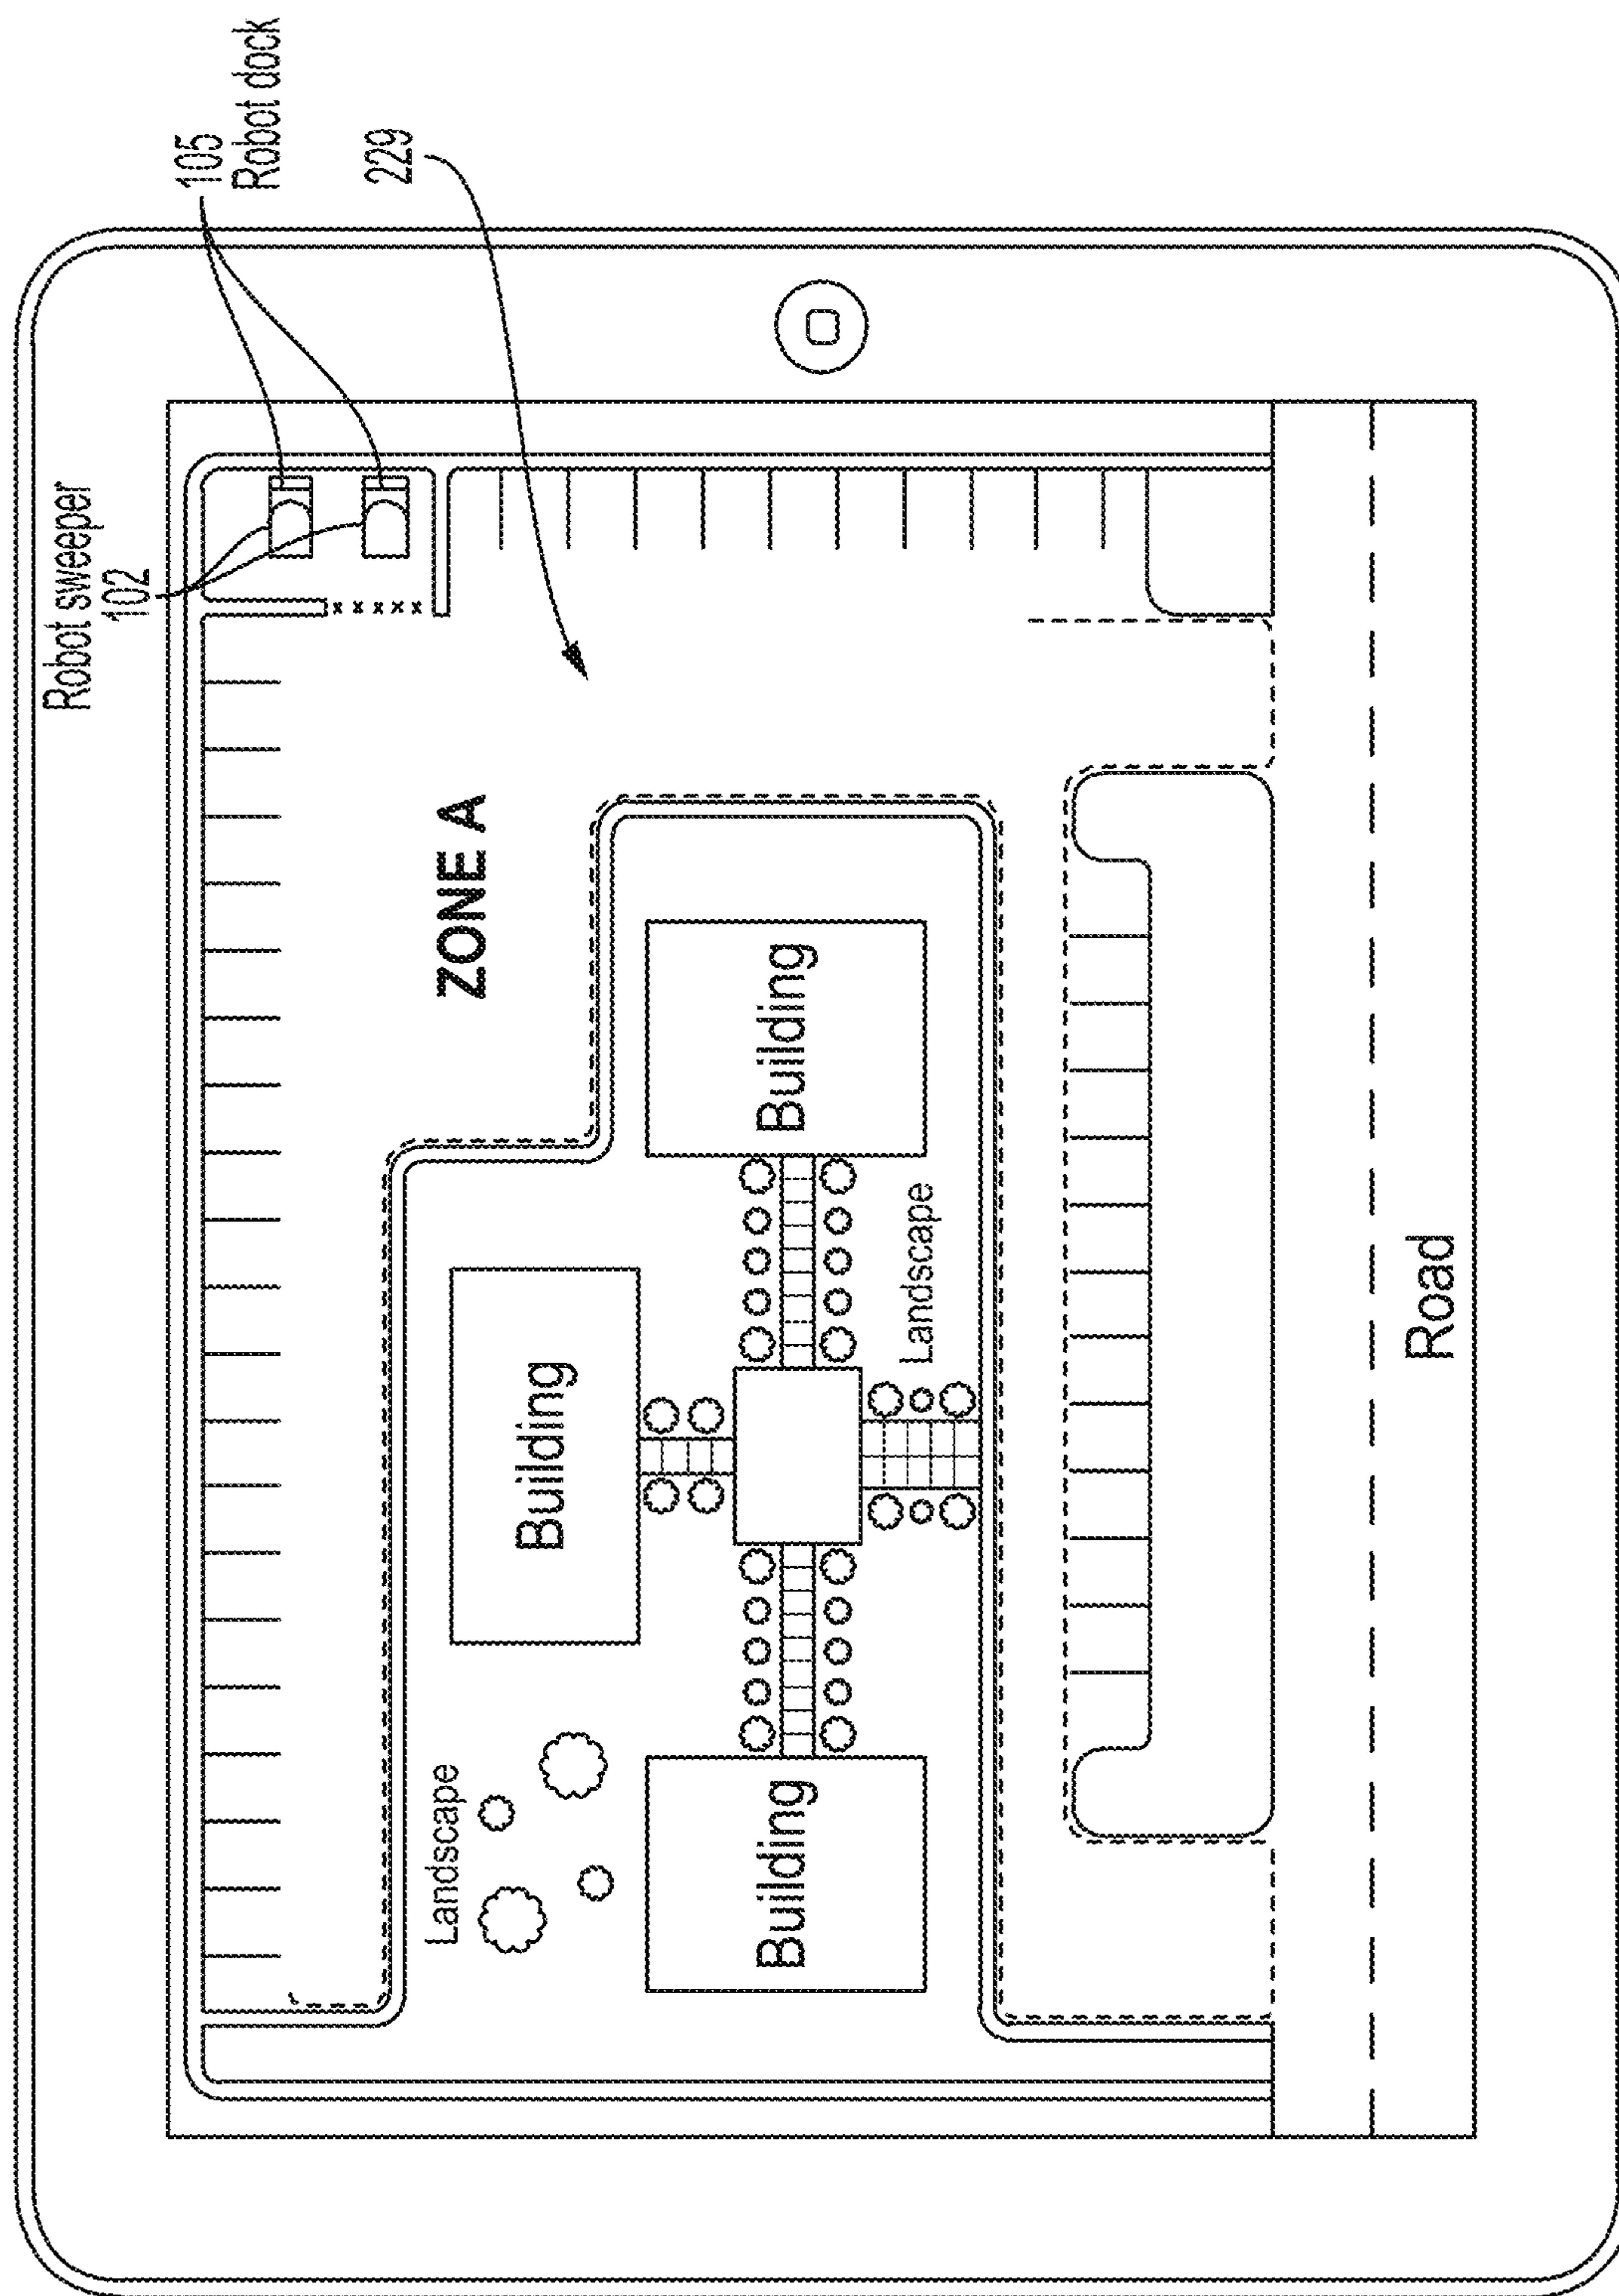 Robot sweeper
102
105
Robot dock
229
ZONE A
Building
Building
Building
Landscape
Landscape
Road